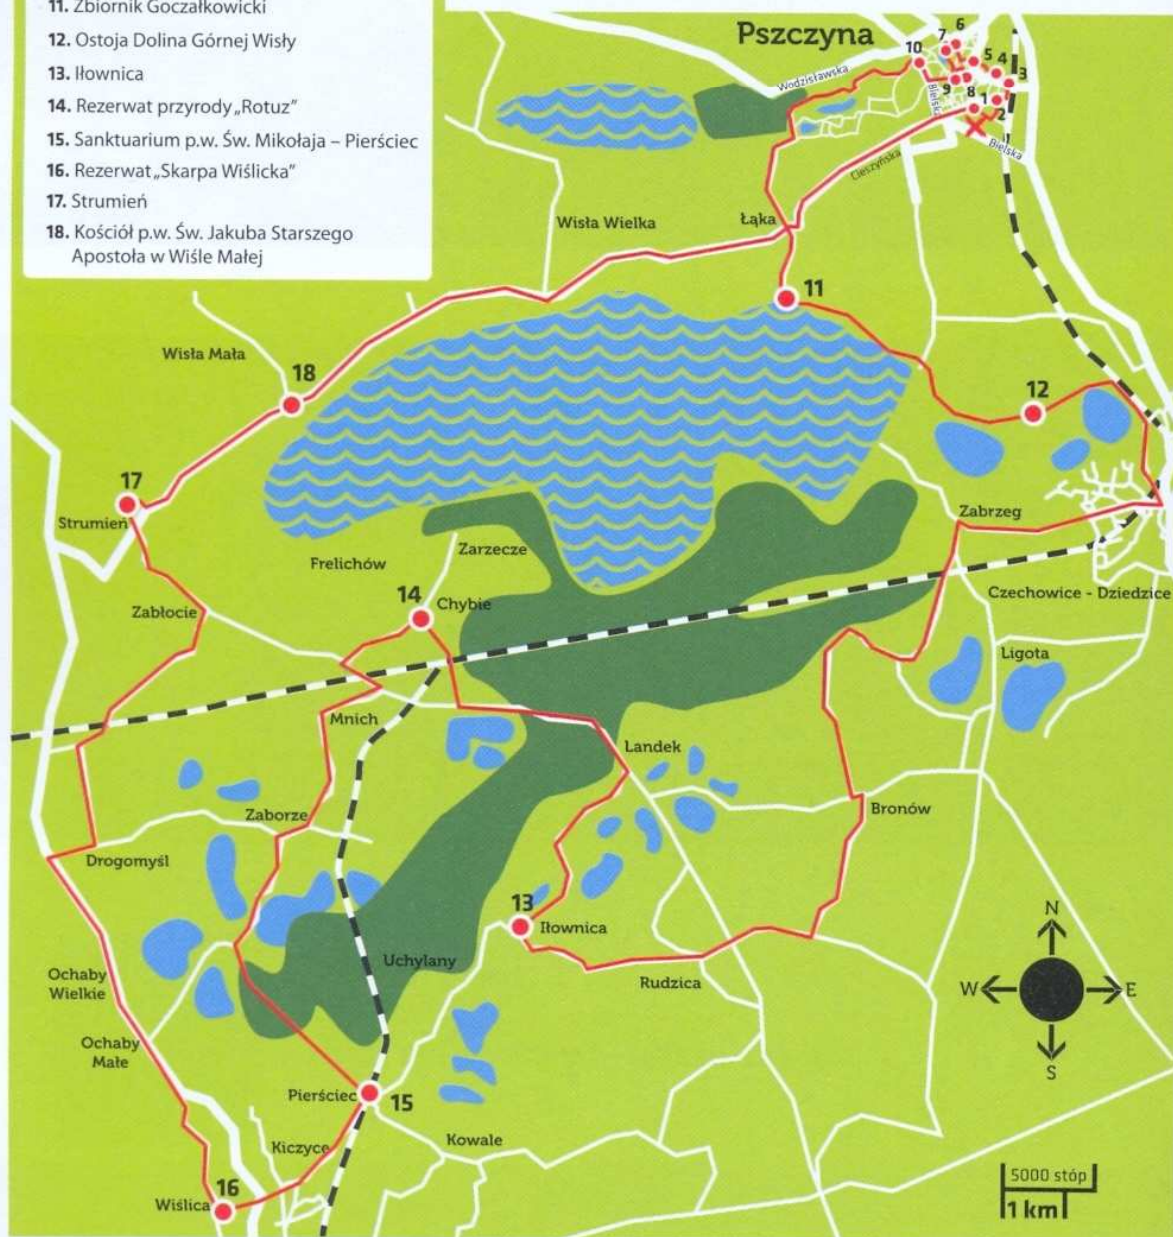 11. Zbiornik Goczałkowicki
12. Ostoja Dolina Górnej Wisły
13. Iłownica
14. Rezerwat przyrody „Rotuz”
15. Sanktuarium p.w. Św. Mikołaja – Pierściec
16. Rezerwat „Skarpa Wiślicka”
17. Strumień
18. Kościół p.w. Św. Jakuba Starszego
Apostoła w Wiśle Małej
Pszczyna
6
7
10
5
4
3
9
8
1
2
Wodzisławska
Bielska
Bielska
Cieszyńska
Wisła Wielka
Łąka
11
Wisła Mała
18
12
17
Strumień
Zabrzeg
Frelichów
Zarzecze
14
Chybie
Czechowice - Dziedzice
Zabłocie
Ligota
Mnich
Landek
Zaborze
Bronów
Drogomyśl
13
Iłownica
Uchylany
Rudzica
Ochaby
Wielkie
Ochaby
Małe
N
W
E
S
Pierściec
15
Kiczyce
Kowale
16
Wiślica
5000 stóp
1 km